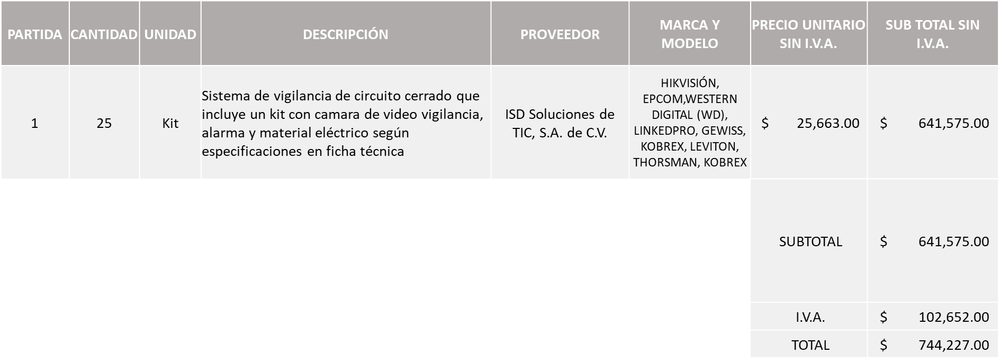 PARTIDA CANTIDAD UNIDAD DESCRIPCIÓN PROVEEDOR MARCA Y MODELO PRECIO UNITARIO SIN I.V.A. SUB TOTAL SIN I.V.A.
1
25
Kit
Sistema de vigilancia de circuito cerrado que
incluye un kit con camara de video vigilancia,
alarma y material eléctrico según
especificaciones en ficha técnica
ISD Soluciones de
TIC, S.A. de C.V.
HIKVISIÓN,
EPCOM,WESTERN
DIGITAL (WD),
LINKEDPRO, GEWISS,
KOBREX, LEVITON,
THORSMAN, KOBREX
$ 25,663.00
$ 641,575.00
SUBTOTAL $ 641,575.00
I.V.A. $ 102,652.00
TOTAL $ 744,227.00